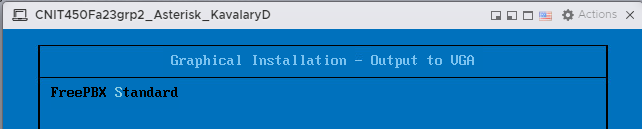 CNIT450Fa23grp2_Asterisk_KavalaryD
Actions
Graphical Installation - Output to VGA
FreePBX Standard